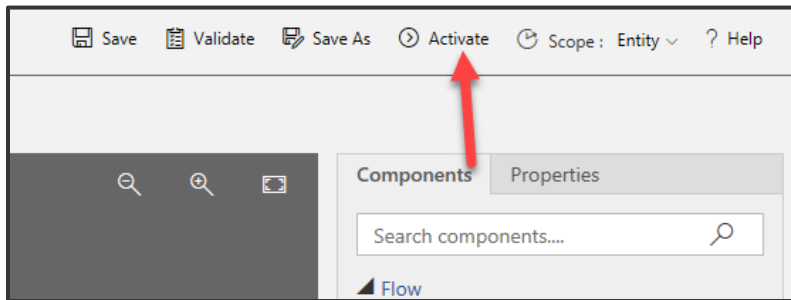 Save Validate Save As Activate Scope : Entity ? Help
Components Properties
Search components....
Flow